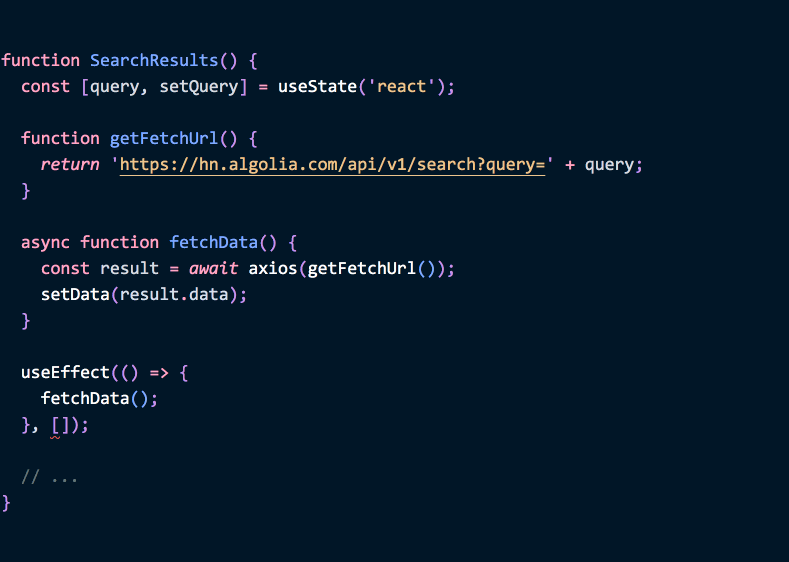 function SearchResults() {
  const [query, setQuery] = useState('react');

  function getFetchUrl() {
    return 'https://hn.algolia.com/api/v1/search?query=' + query;
  }

  async function fetchData() {
    const result = await axios(getFetchUrl());
    setData(result.data);
  }

  useEffect(() => {
    fetchData();
  }, []);

  // ...
}